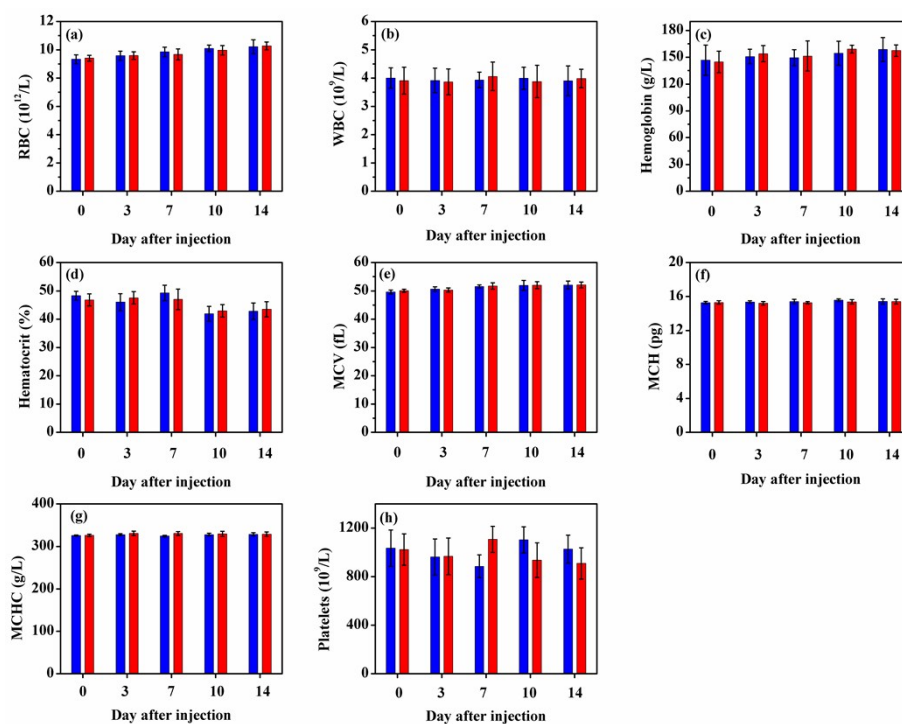 (a)
RBC (10¹²/L)
12
10
8
6
4
2
0
0 3 7 10 14
Day after injection
(b)
WBC (10⁹/L)
6
5
4
3
2
1
0
0 3 7 10 14
Day after injection
(c)
Hemoglobin (g/L)
180
150
120
90
60
30
0
0 3 7 10 14
Day after injection
(d)
Hematocrit (%)
60
50
40
30
20
10
0
0 3 7 10 14
Day after injection
(e)
MCV (fL)
60
50
40
30
20
10
0
0 3 7 10 14
Day after injection
(f)
MCH (pg)
20
16
12
8
4
0
0 3 7 10 14
Day after injection
(g)
MCHC (g/L)
400
300
200
100
0
0 3 7 10 14
Day after injection
(h)
Platelets (10⁹/L)
1200
900
600
300
0
0 3 7 10 14
Day after injection